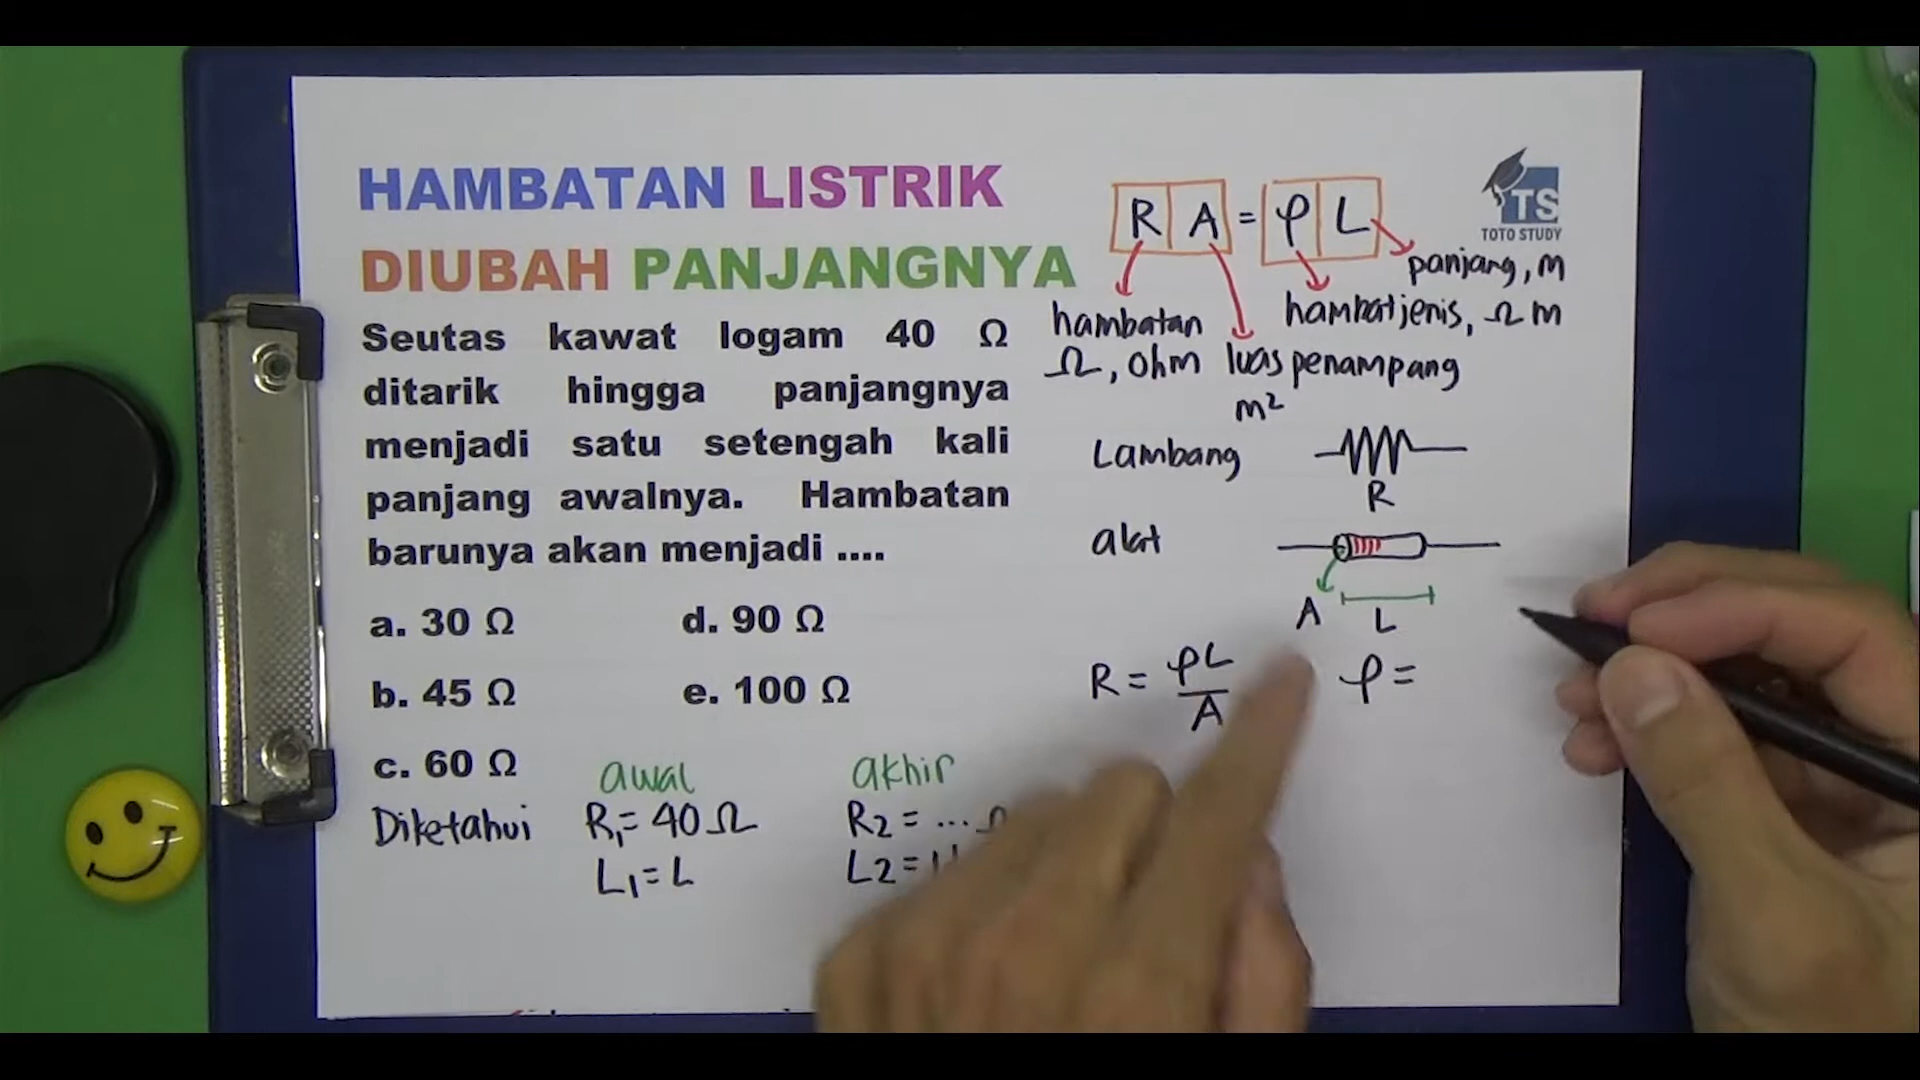 HAMBATAN LISTRIK
DIUBAH PANJANGNYA
Seutas kawat logam 40 Ω
ditarik hingga panjangnya
menjadi satu setengah kali
panjang awalnya. Hambatan
barunya akan menjadi ....
a. 30 Ω
b. 45 Ω
c. 60 Ω
d. 90 Ω
e. 100 Ω
Diketahui
awal
R₁ = 40 Ω
L₁ = L
akhir
R2 = ... Ω
L2 =
R A = ρ L
panjang, m
hambatjenis, Ω m
hambatan
Ω, ohm
luas penampang
m²
Lambang
R
alat
A
L
R = ρL/A
ρ =
TS
TOTO STUDY